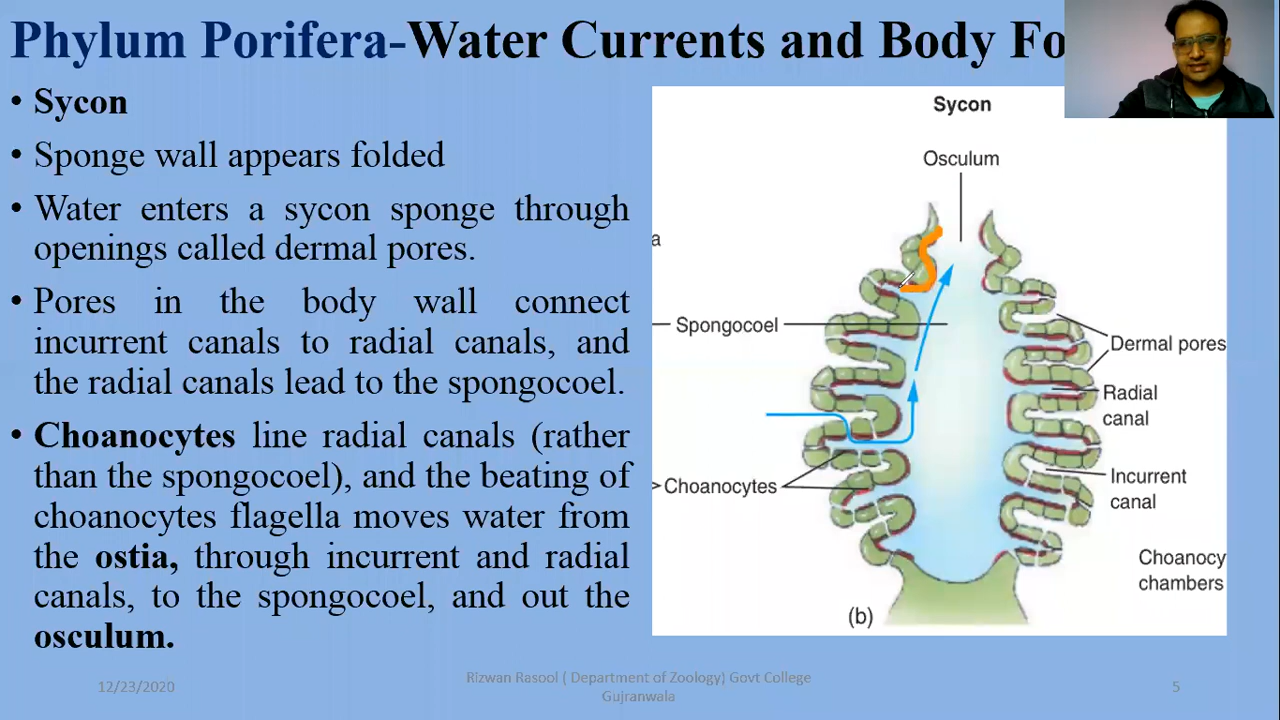 Phylum Porifera-Water Currents and Body Fo
• Sycon
• Sponge wall appears folded
• Water enters a sycon sponge through
openings called dermal pores.
• Pores in the body wall connect
incurrent canals to radial canals, and
the radial canals lead to the spongocoel.
• Choanocytes line radial canals (rather
than the spongocoel), and the beating of
choanocytes flagella moves water from
the ostia, through incurrent and radial
canals, to the spongocoel, and out the
osculum.
Sycon
Osculum
a
Spongocoel
Dermal pores
Radial
canal
Choanocytes
Incurrent
canal
Choanocy
chambers
(b)
12/23/2020
Rizwan Rasool ( Department of Zoology) Govt College
Gujranwala
5